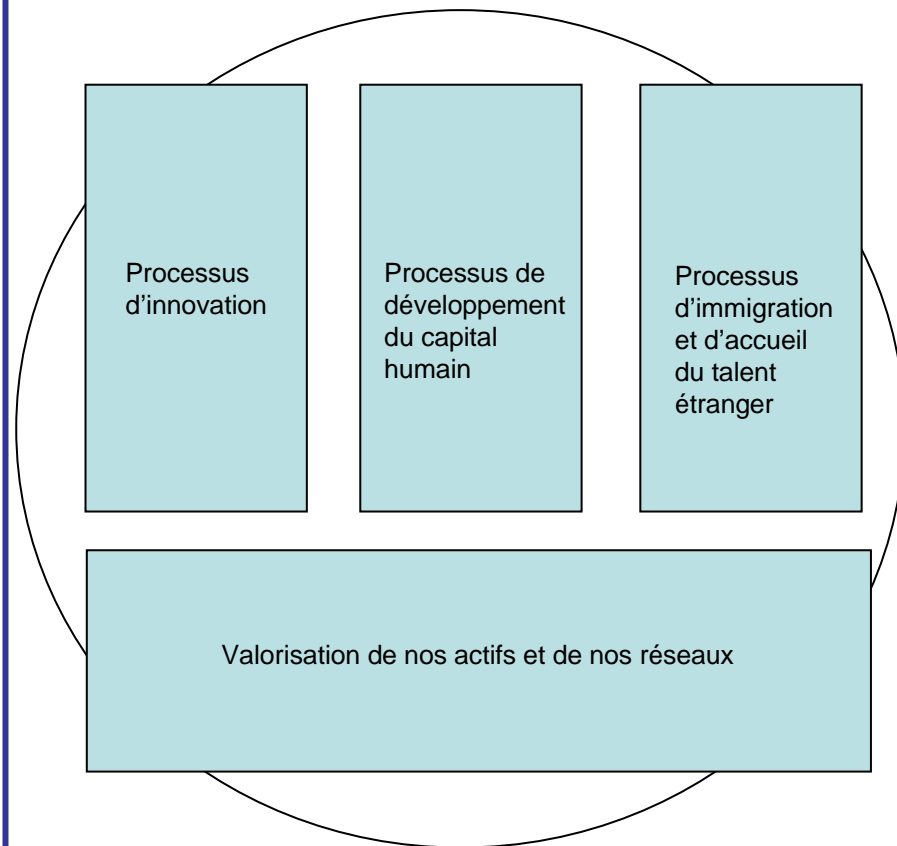 Processus
d’innovation
Processus de
développement
du capital
humain
Processus
d’immigration
et d’accueil
du talent
étranger
Valorisation de nos actifs et de nos réseaux